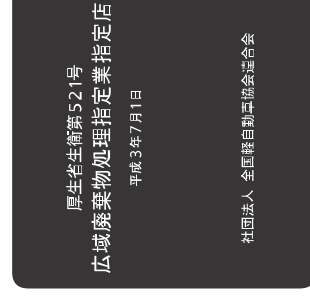 厚生省生衛第521号
広域廃棄物処理指定業指定店
平成3年7月1日
社団法人 全国軽自動車協会連合会